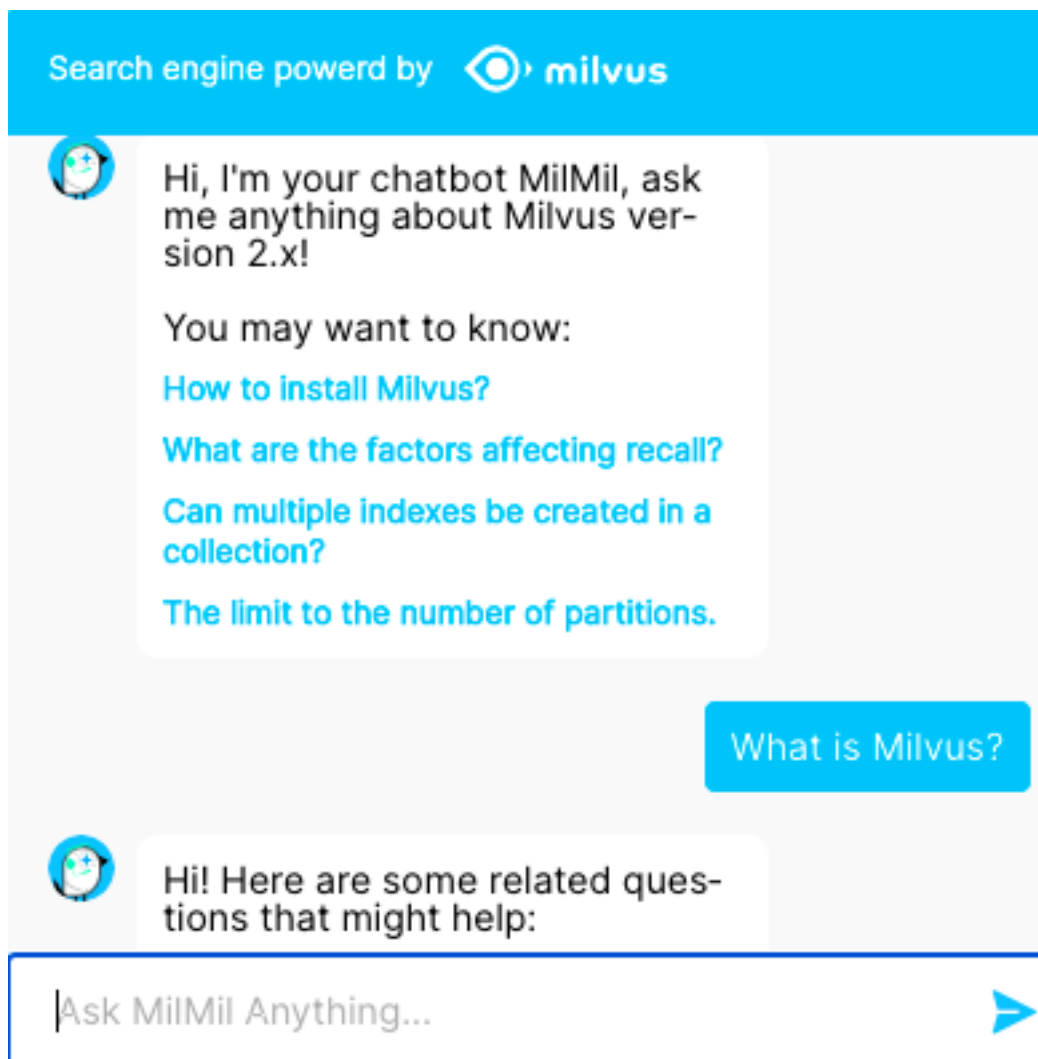 Search engine powerd by milvus
Hi, I'm your chatbot MilMil, ask
me anything about Milvus ver-
sion 2.x!
You may want to know:
How to install Milvus?
What are the factors affecting recall?
Can multiple indexes be created in a
collection?
The limit to the number of partitions.
What is Milvus?
Hi! Here are some related ques-
tions that might help:
Ask MilMil Anything...